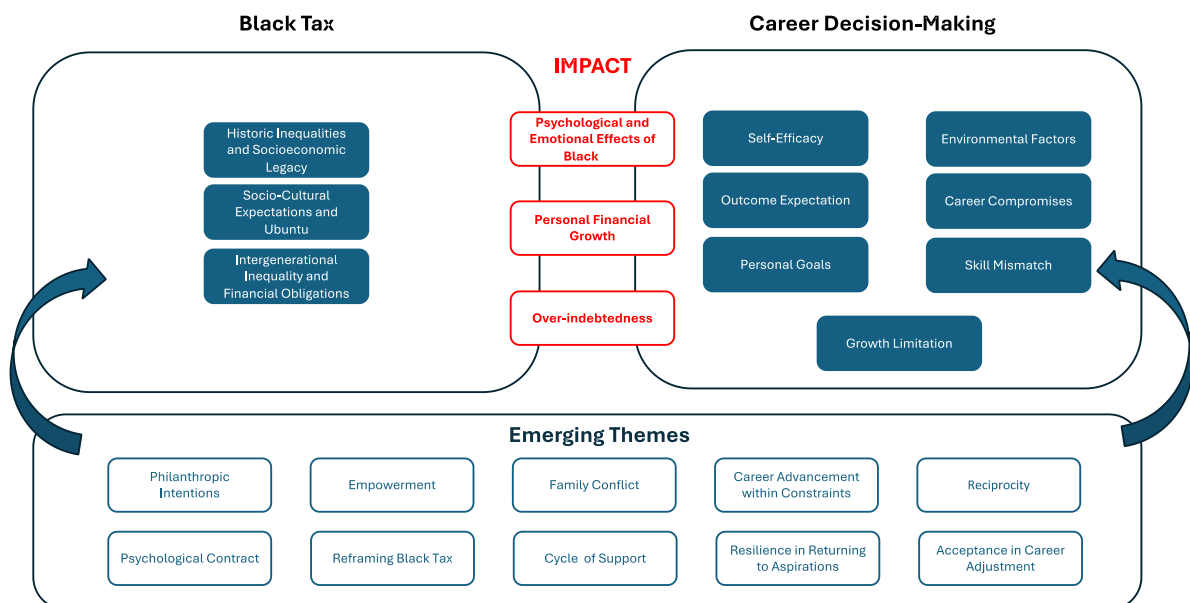 Black Tax
Career Decision-Making
IMPACT
Historic Inequalities
and Socioeconomic
Legacy
Socio-Cultural
Expectations and
Ubuntu
Intergenerational
Inequality and
Financial Obligations
Psychological and
Emotional Effects of
Black
Personal Financial
Growth
Over-indebtedness
Self-Efficacy
Environmental Factors
Outcome Expectation
Career Compromises
Personal Goals
Skill Mismatch
Growth Limitation
Emerging Themes
Philanthropic
Intentions
Empowerment
Family Conflict
Career Advancement
within Constraints
Reciprocity
Psychological Contract
Reframing Black Tax
Cycle of Support
Resilience in Returning
to Aspirations
Acceptance in Career
Adjustment